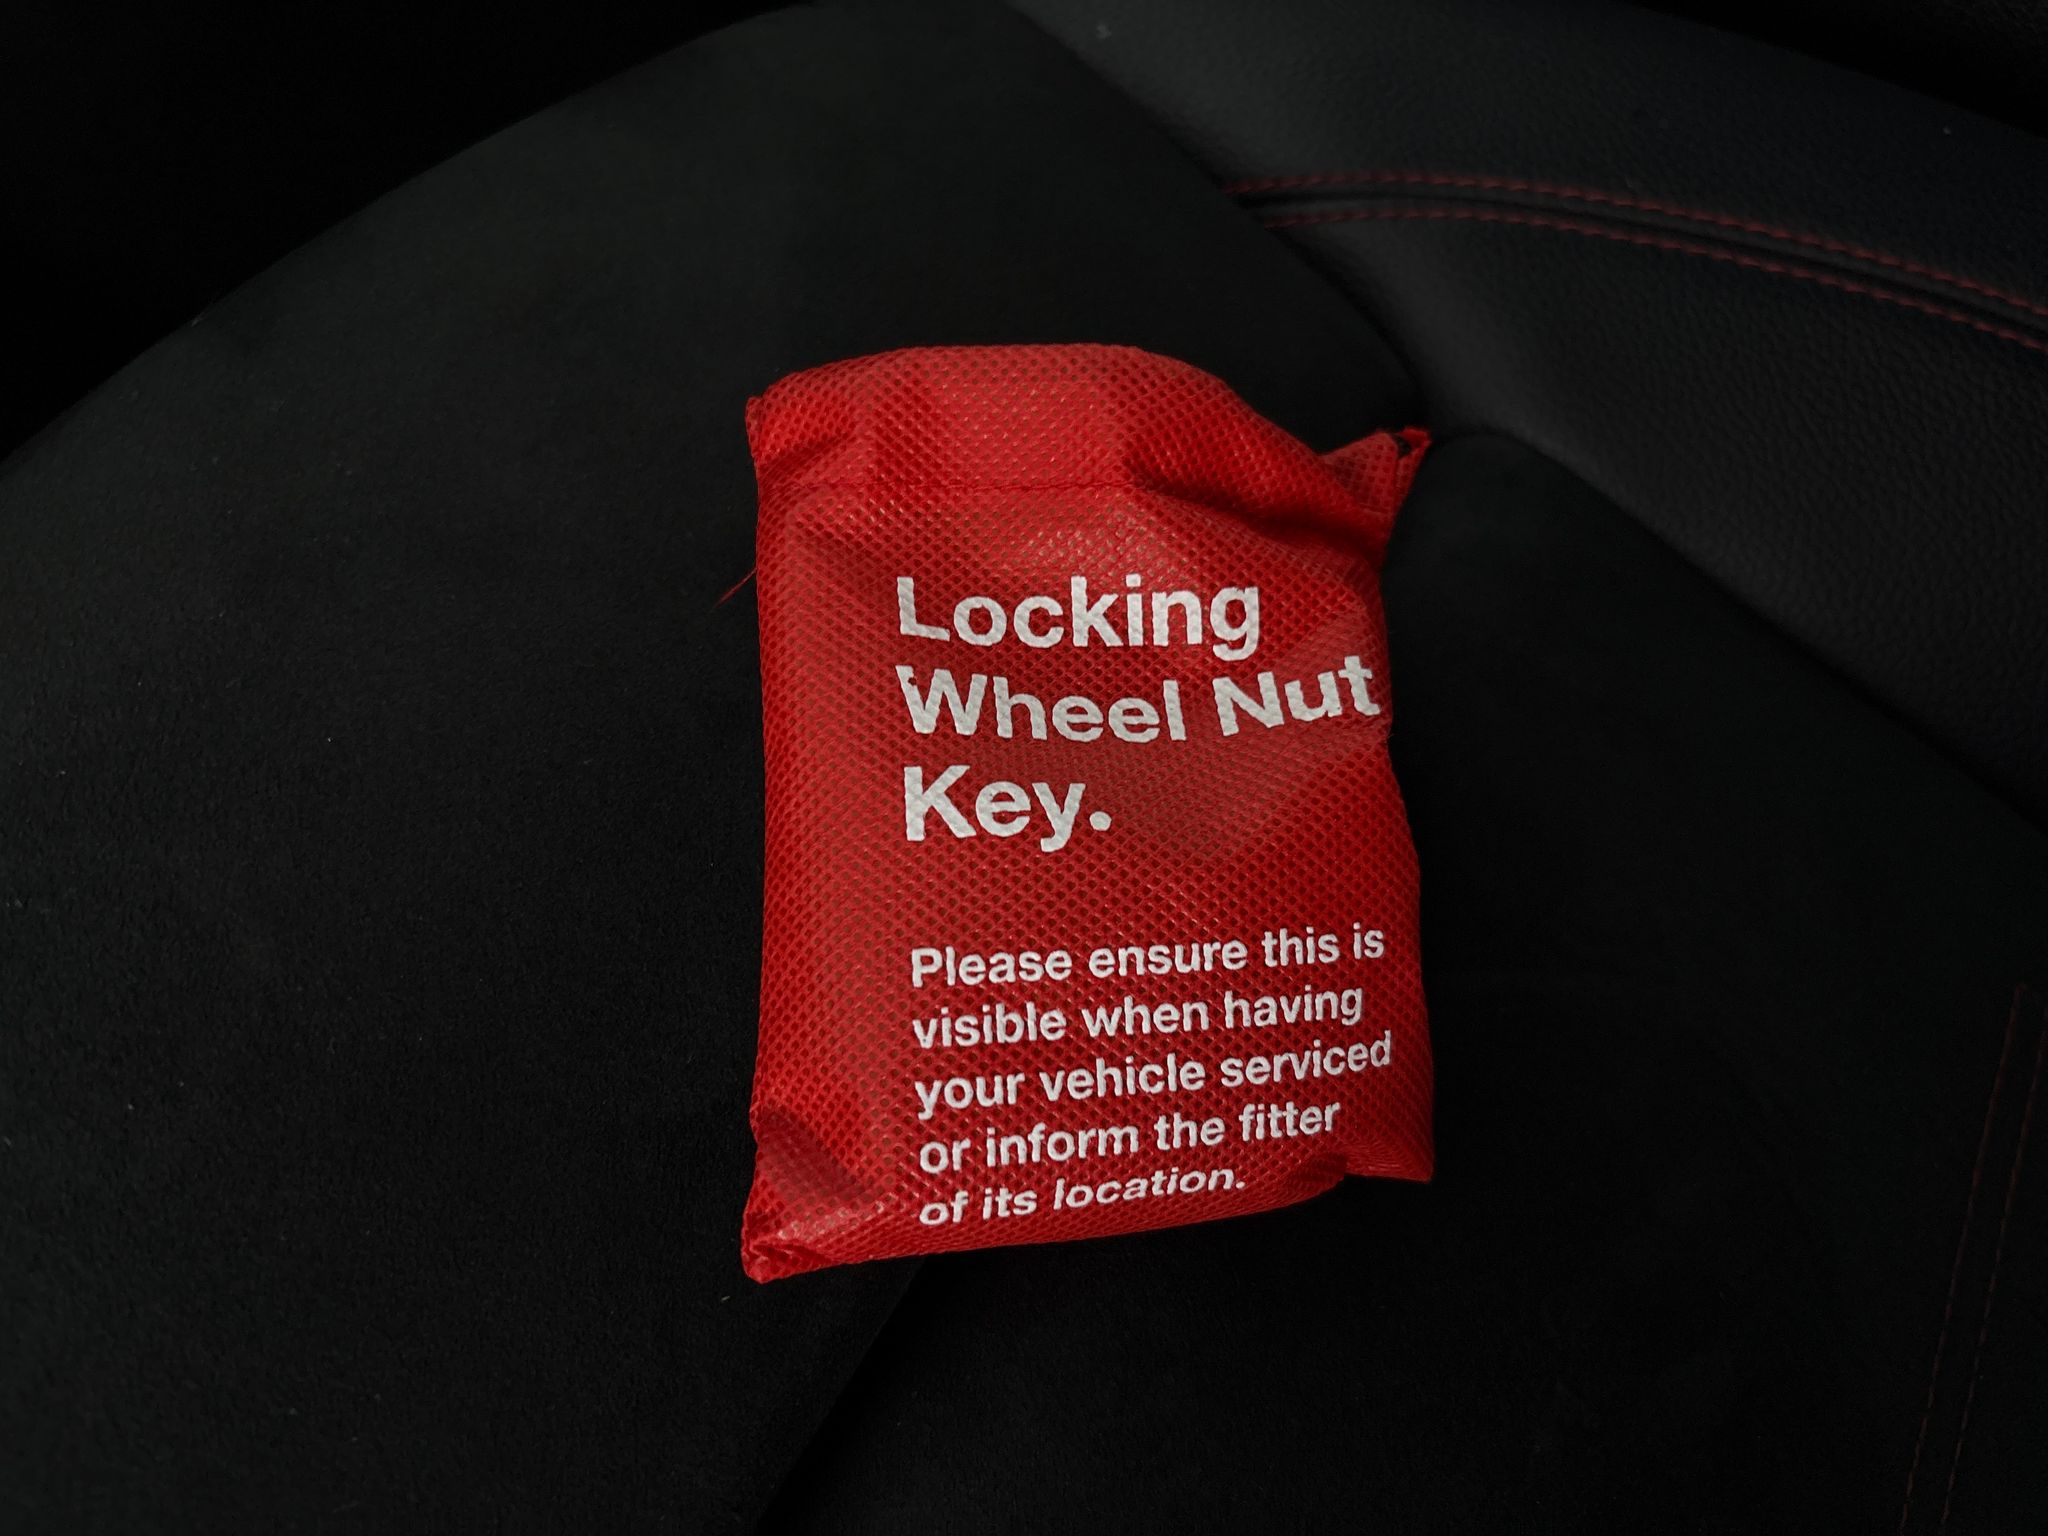 Locking
Wheel Nut
Key.
Please ensure this is
visible when having
your vehicle serviced
or inform the fitter
of its location.